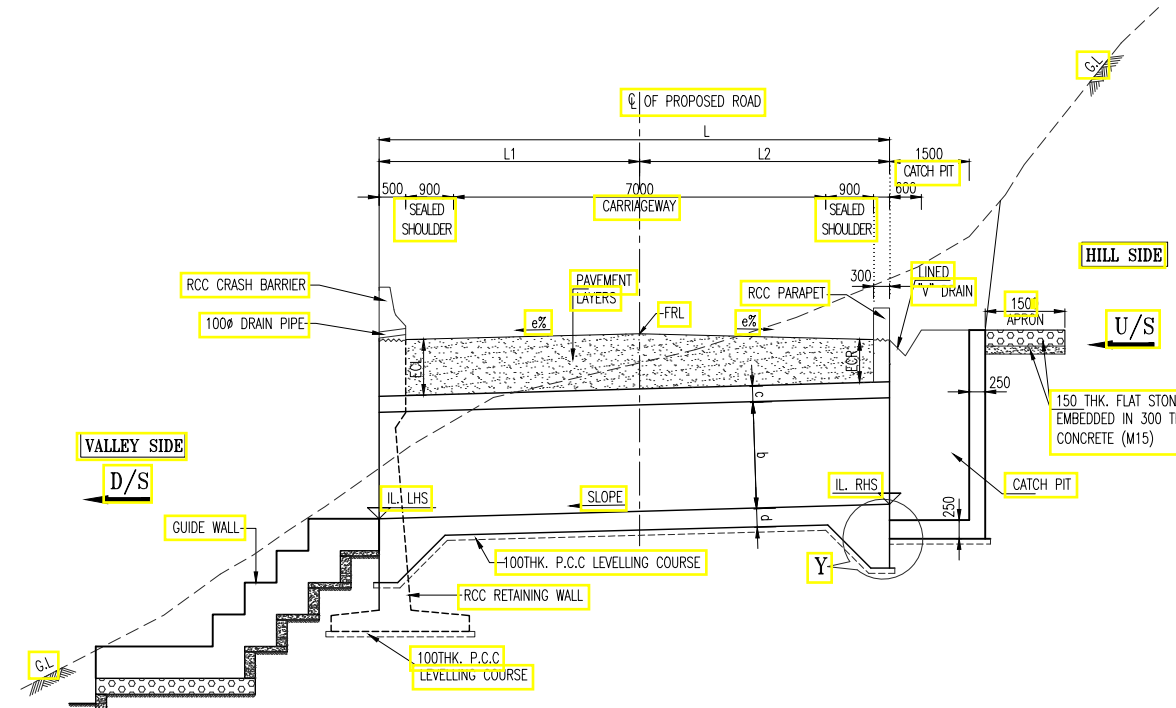 G.L
℄ OF PROPOSED ROAD
L
L1
L2
1500
CATCH PIT
500
900
7000
900
600
SEALED
SHOULDER
CARRIAGEWAY
SEALED
SHOULDER
HILL SIDE
RCC CRASH BARRIER
PAVEMENT
LAYERS
RCC PARAPET
300
LINED
"V" DRAIN
100ø DRAIN PIPE
e%
FRL
e%
APRON
U/S
ECL
ECR
c
250
150 THK. FLAT STON
EMBEDDED IN 300 T
CONCRETE (M15)
VALLEY SIDE
D/S
b
IL. LHS
SLOPE
IL. RHS
CATCH PIT
GUIDE WALL
d
250
100THK. P.C.C LEVELLING COURSE
Y
RCC RETAINING WALL
G.L
100THK. P.C.C
LEVELLING COURSE